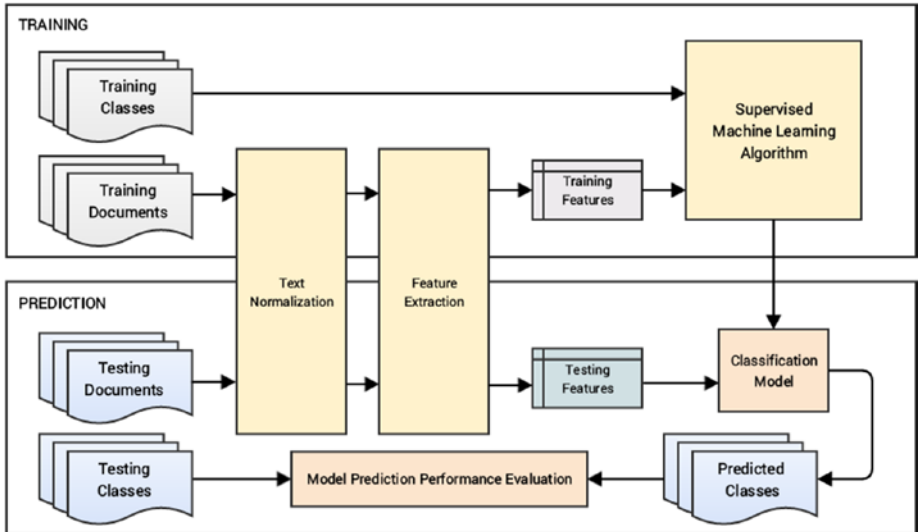 TRAINING
Training
Classes
Supervised
Machine Learning
Algorithm
Training
Documents
Training
Features
Text
Normalization
Feature
Extraction
PREDICTION
Testing
Documents
Testing
Features
Classification
Model
Testing
Classes
Model Prediction Performance Evaluation
Predicted
Classes